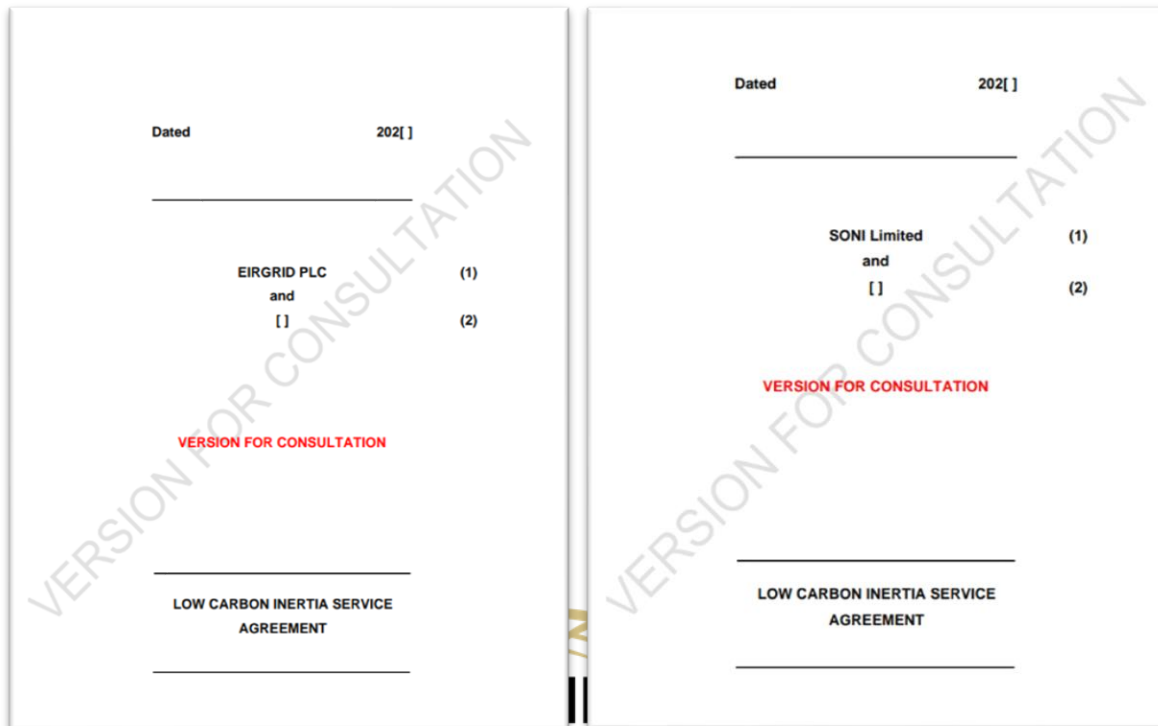 Dated 202[ ]
EIRGRID PLC (1)
and
[ ] (2)
VERSION FOR CONSULTATION
LOW CARBON INERTIA SERVICE
AGREEMENT
VERSION FOR CONSULTATION
Dated 202[ ]
SONI Limited (1)
and
[ ] (2)
VERSION FOR CONSULTATION
LOW CARBON INERTIA SERVICE
AGREEMENT
VERSION FOR CONSULTATION